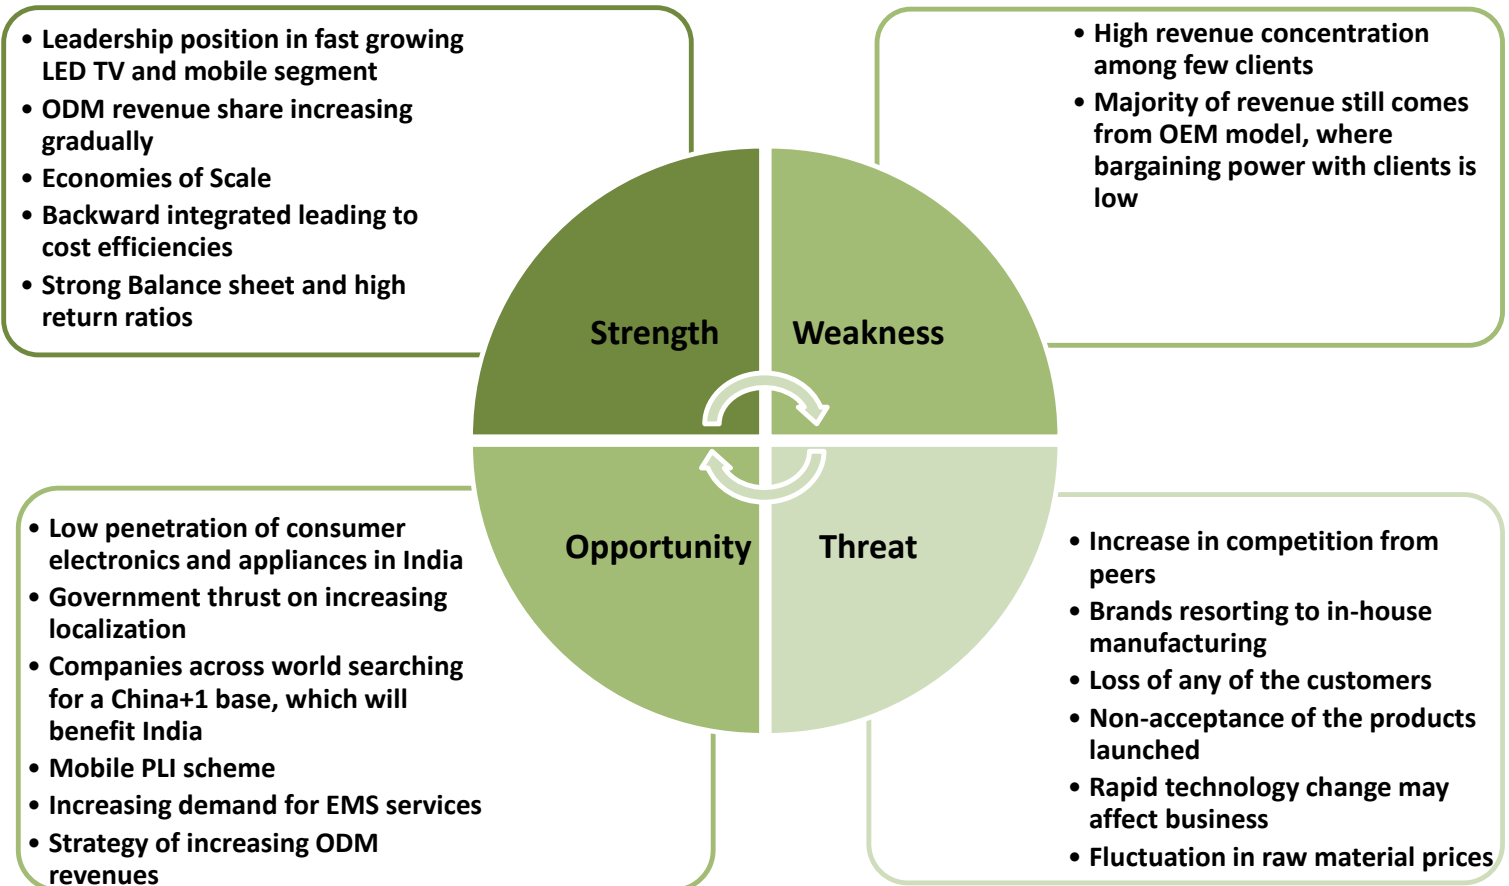 • Leadership position in fast growing
LED TV and mobile segment
• ODM revenue share increasing
gradually
• Economies of Scale
• Backward integrated leading to
cost efficiencies
• Strong Balance sheet and high
return ratios
• High revenue concentration
among few clients
• Majority of revenue still comes
from OEM model, where
bargaining power with clients is
low
Strength
Weakness
Opportunity
Threat
• Low penetration of consumer
electronics and appliances in India
• Government thrust on increasing
localization
• Companies across world searching
for a China+1 base, which will
benefit India
• Mobile PLI scheme
• Increasing demand for EMS services
• Strategy of increasing ODM
revenues
• Increase in competition from
peers
• Brands resorting to in-house
manufacturing
• Loss of any of the customers
• Non-acceptance of the products
launched
• Rapid technology change may
affect business
• Fluctuation in raw material prices